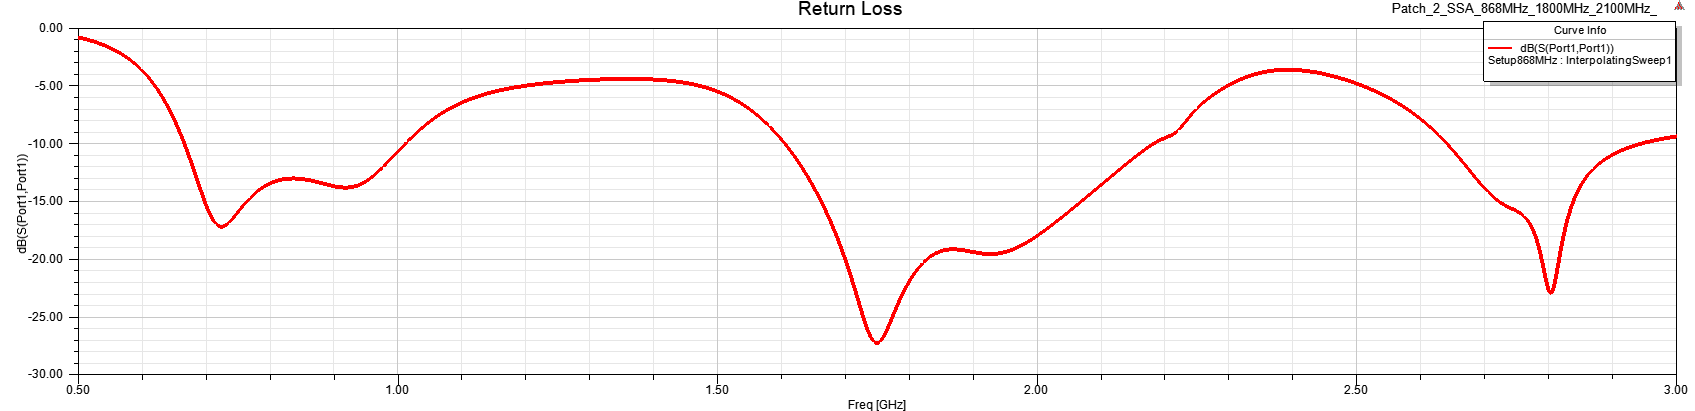 Return Loss
Patch_2_SSA_868MHz_1800MHz_2100MHz_
Curve Info
dB(S(Port1,Port1))
Setup868MHz : InterpolatingSweep1
0.00
-5.00
-10.00
-15.00
-20.00
-25.00
-30.00
dB(S(Port1,Port1))
0.50
1.00
1.50
2.00
2.50
3.00
Freq [GHz]